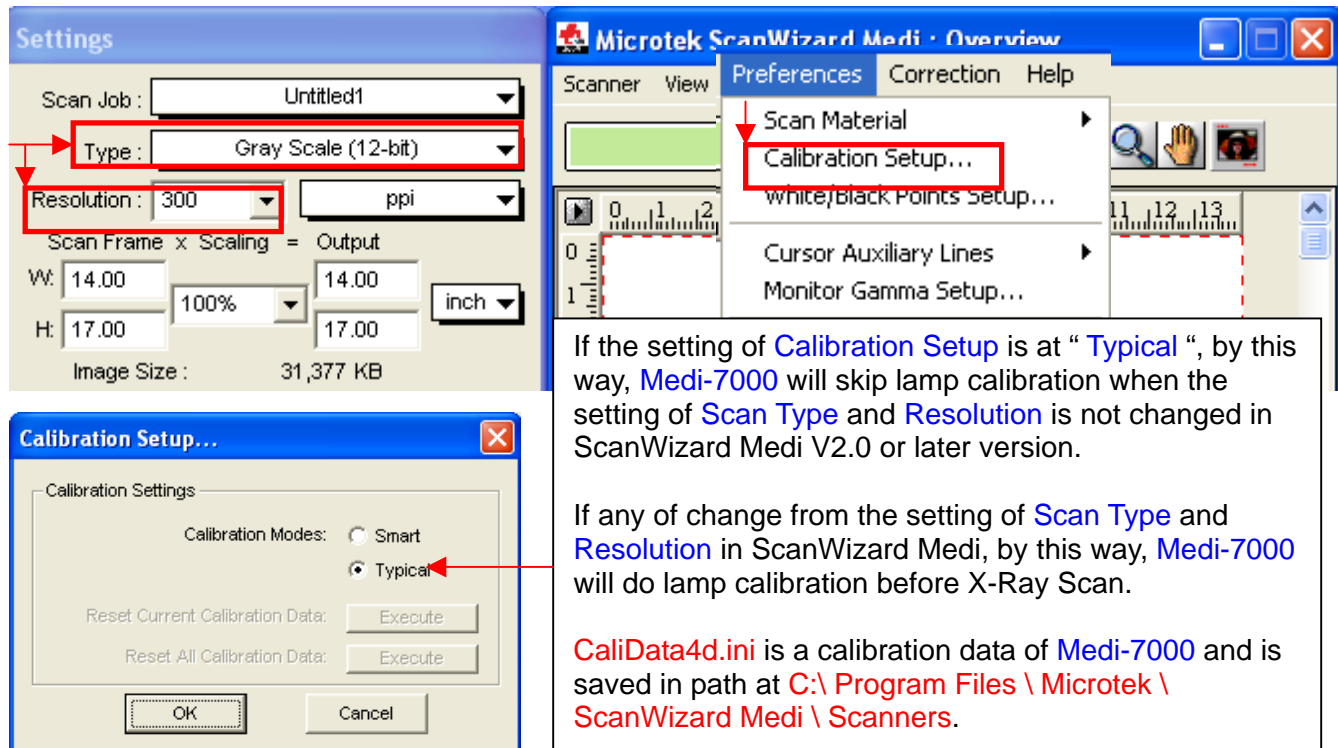 Settings
Scan Job : Untitled1
Type : Gray Scale (12-bit)
Resolution : 300 ppi
Scan Frame x Scaling = Output
W: 14.00 100% 14.00 inch
H: 17.00 17.00
Image Size : 31,377 KB
Microtek ScanWizard Medi : Overview
Scanner View Preferences Correction Help
Scan Material
Calibration Setup...
White/Black Points Setup...
Cursor Auxiliary Lines
Monitor Gamma Setup...
0 1 2 11 12 13
0
1
Calibration Setup...
Calibration Settings
Calibration Modes: Smart
Typical
Reset Current Calibration Data: Execute
Reset All Calibration Data: Execute
OK Cancel
If the setting of Calibration Setup is at “ Typical “, by this
way, Medi-7000 will skip lamp calibration when the
setting of Scan Type and Resolution is not changed in
ScanWizard Medi V2.0 or later version.
If any of change from the setting of Scan Type and
Resolution in ScanWizard Medi, by this way, Medi-7000
will do lamp calibration before X-Ray Scan.
CaliData4d.ini is a calibration data of Medi-7000 and is
saved in path at C:\ Program Files \ Microtek \
ScanWizard Medi \ Scanners.